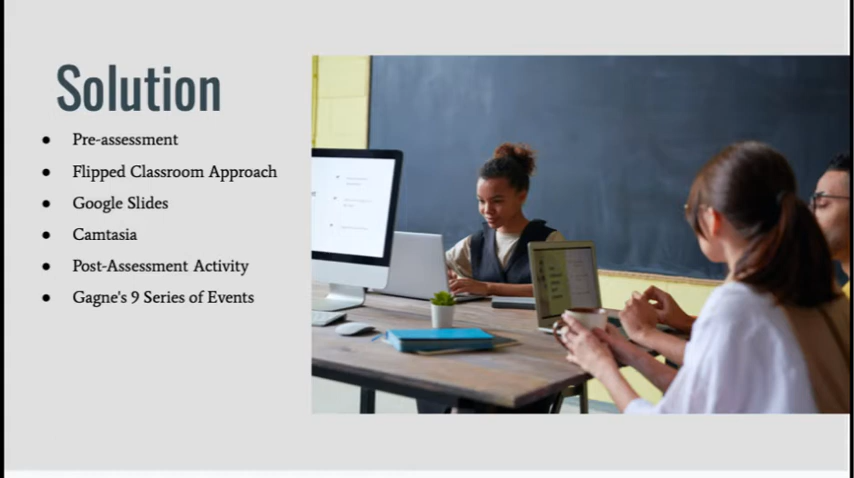 Solution
● Pre-assessment
● Flipped Classroom Approach
● Google Slides
● Camtasia
● Post-Assessment Activity
● Gagne's 9 Series of Events